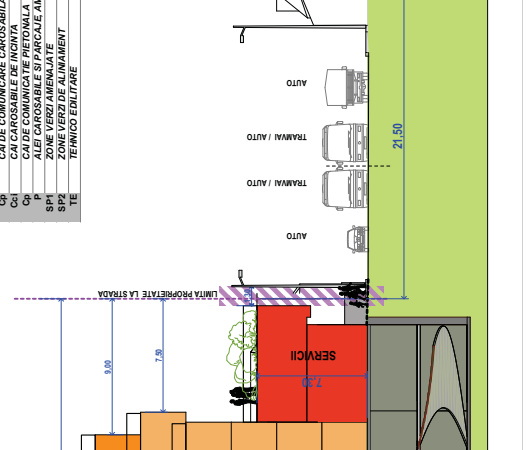 Cp CAI DE COMUNICARE CAROSABILA
CAI CAROSABILE DE INCINTA
Cp CAI DE COMUNICATIE PIETONALA
P ALEI CAROSABILE SI PARCAJE, AM
SP1 ZONE VERZI AMENAJATE
SP2 ZONE VERZI DE ALINIAMENT
TE TEHNICO EDILITARE
AUTO
TRAMVAI / AUTO
TRAMVAI / AUTO
AUTO
21,50
LIMITA PROPRIETATE LA STRADA
9,00
7,50
SERVICII
7,30